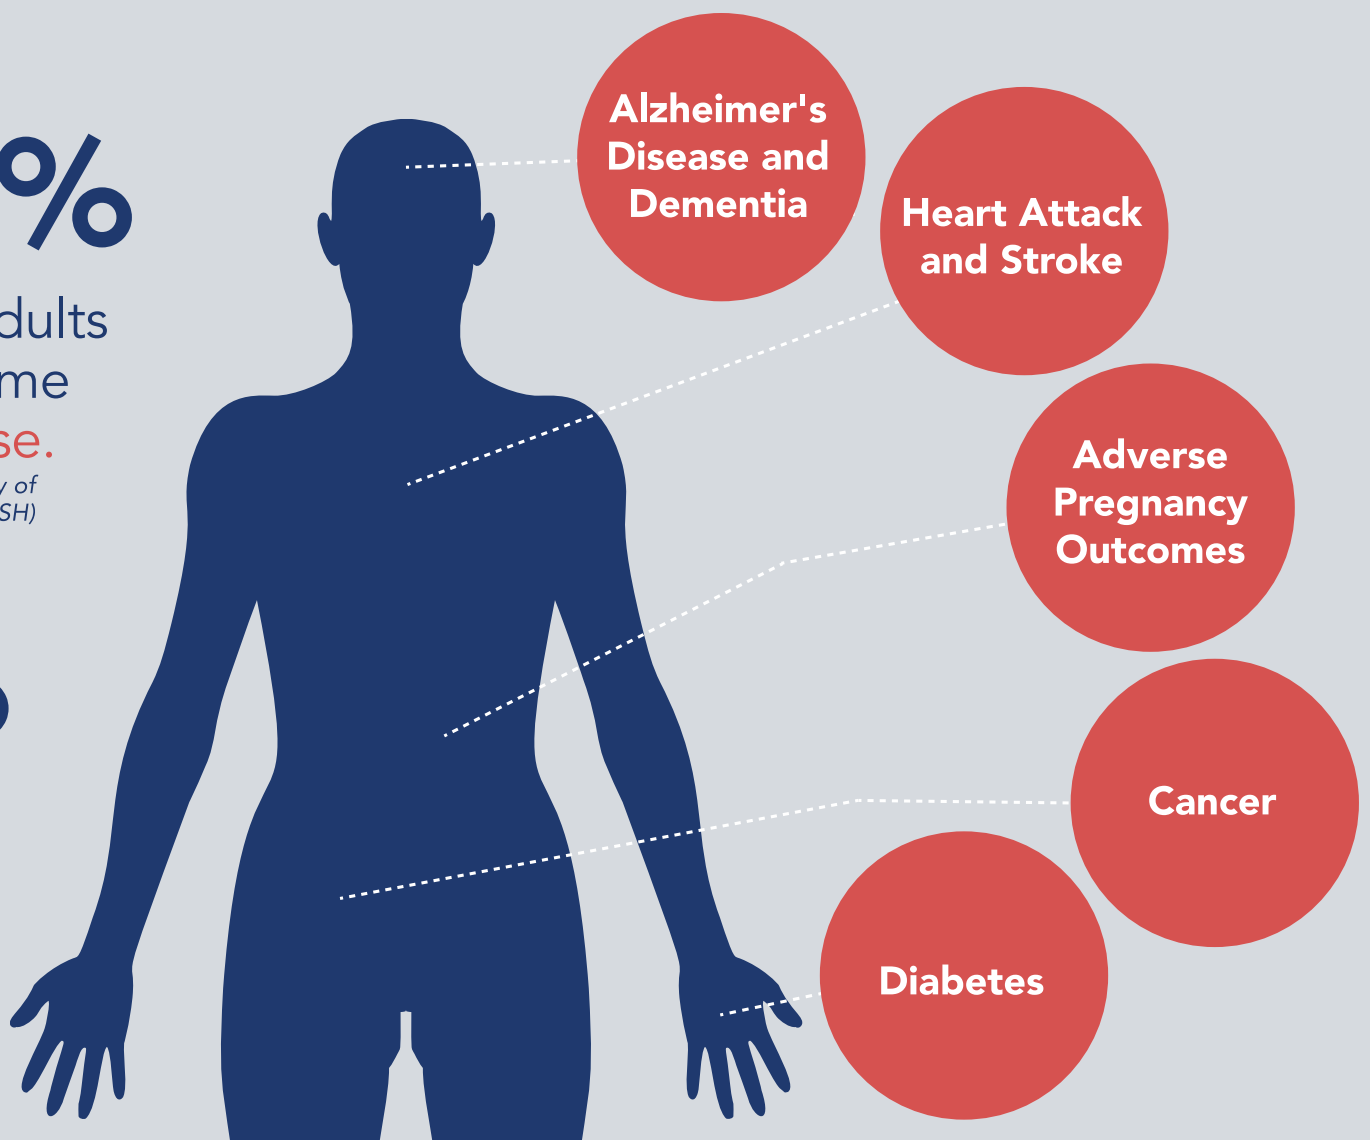 %
dults
me
se.
y of
SH)
Alzheimer's
Disease and
Dementia
Heart Attack
and Stroke
Adverse
Pregnancy
Outcomes
Cancer
Diabetes